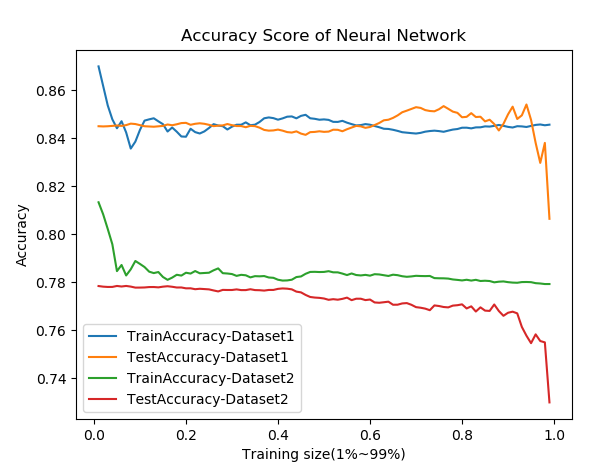 Accuracy Score of Neural Network
Accuracy
0.86
0.84
0.82
0.80
0.78
0.76
0.74
TrainAccuracy-Dataset1
TestAccuracy-Dataset1
TrainAccuracy-Dataset2
TestAccuracy-Dataset2
0.0 0.2 0.4 0.6 0.8 1.0
Training size(1%~99%)